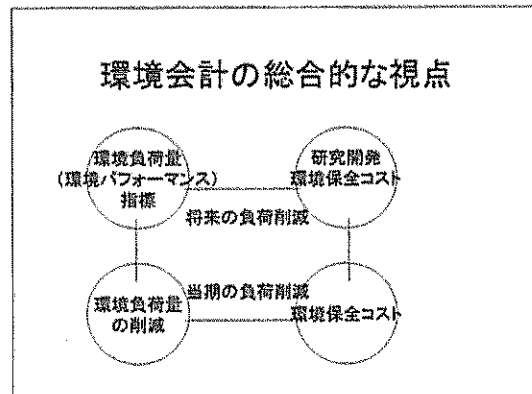 環境会計の総合的な視点
環境負荷量
(環境パフォーマンス)
指標
研究開発
環境保全コスト
将来の負荷削減
当期の負荷削減
環境負荷量
の削減
環境保全コスト